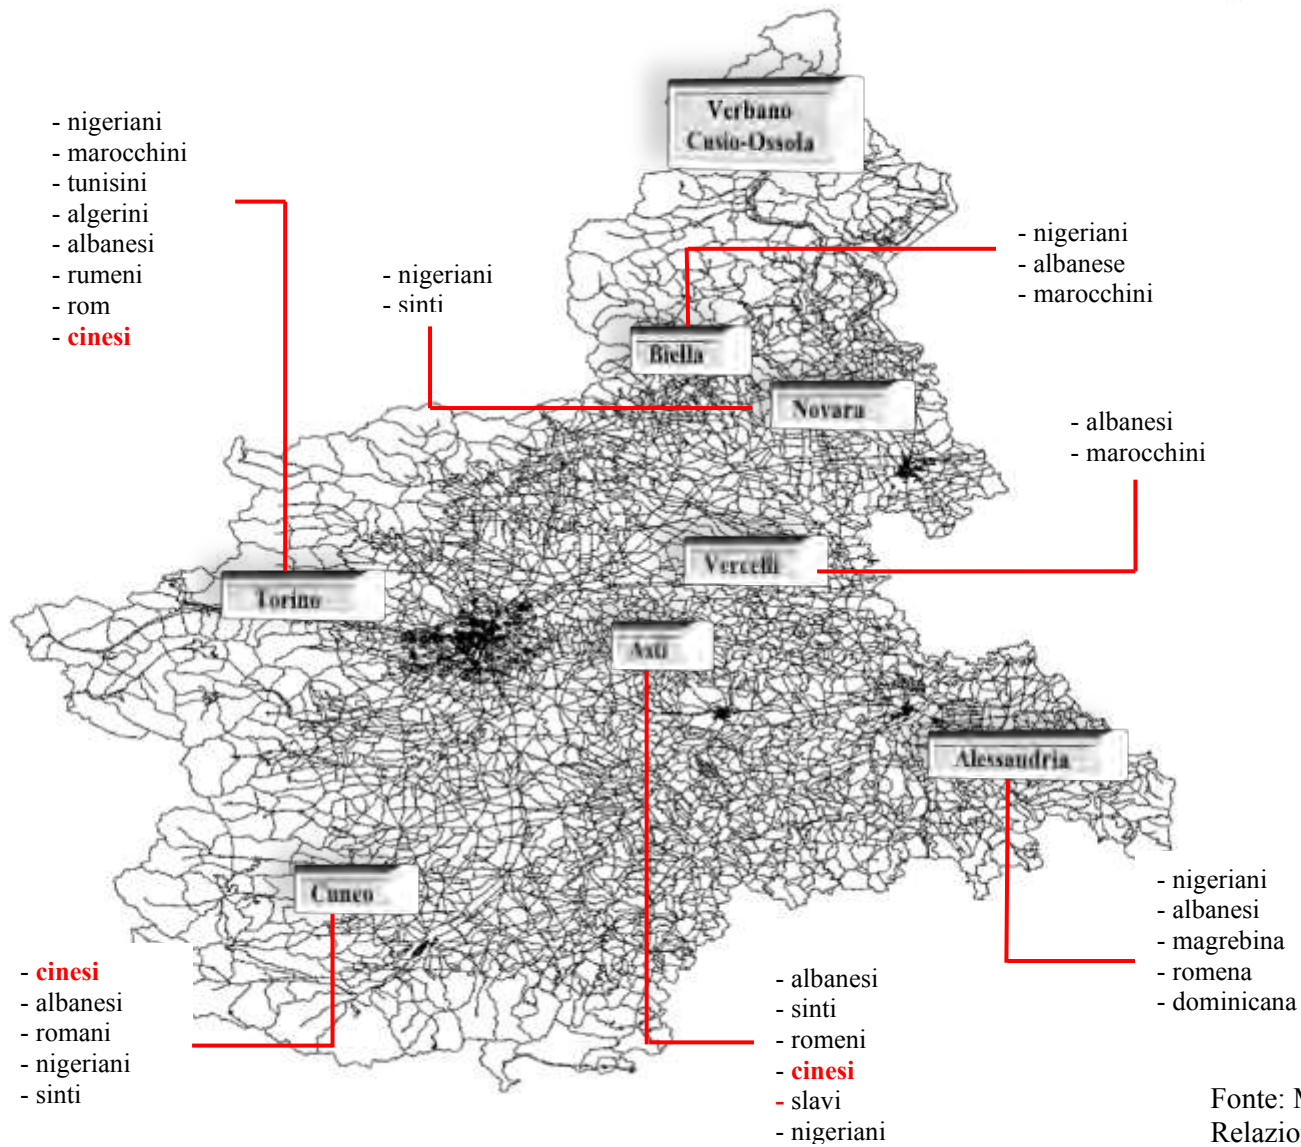 Verbano
Cusio-Ossola
- nigeriani
- marocchini
- tunisini
- algerini
- albanesi
- rumeni
- rom
- cinesi
- nigeriani
- sinti
- nigeriani
- albanese
- marocchini
Biella
Novara
- albanesi
- marocchini
Vercelli
Torino
Asti
Alessandria
Cuneo
- nigeriani
- albanesi
- magrebina
- romena
- dominicana
- cinesi
- albanesi
- romani
- nigeriani
- sinti
- albanesi
- sinti
- romeni
- cinesi
- slavi
- nigeriani
Fonte: M
Relazio